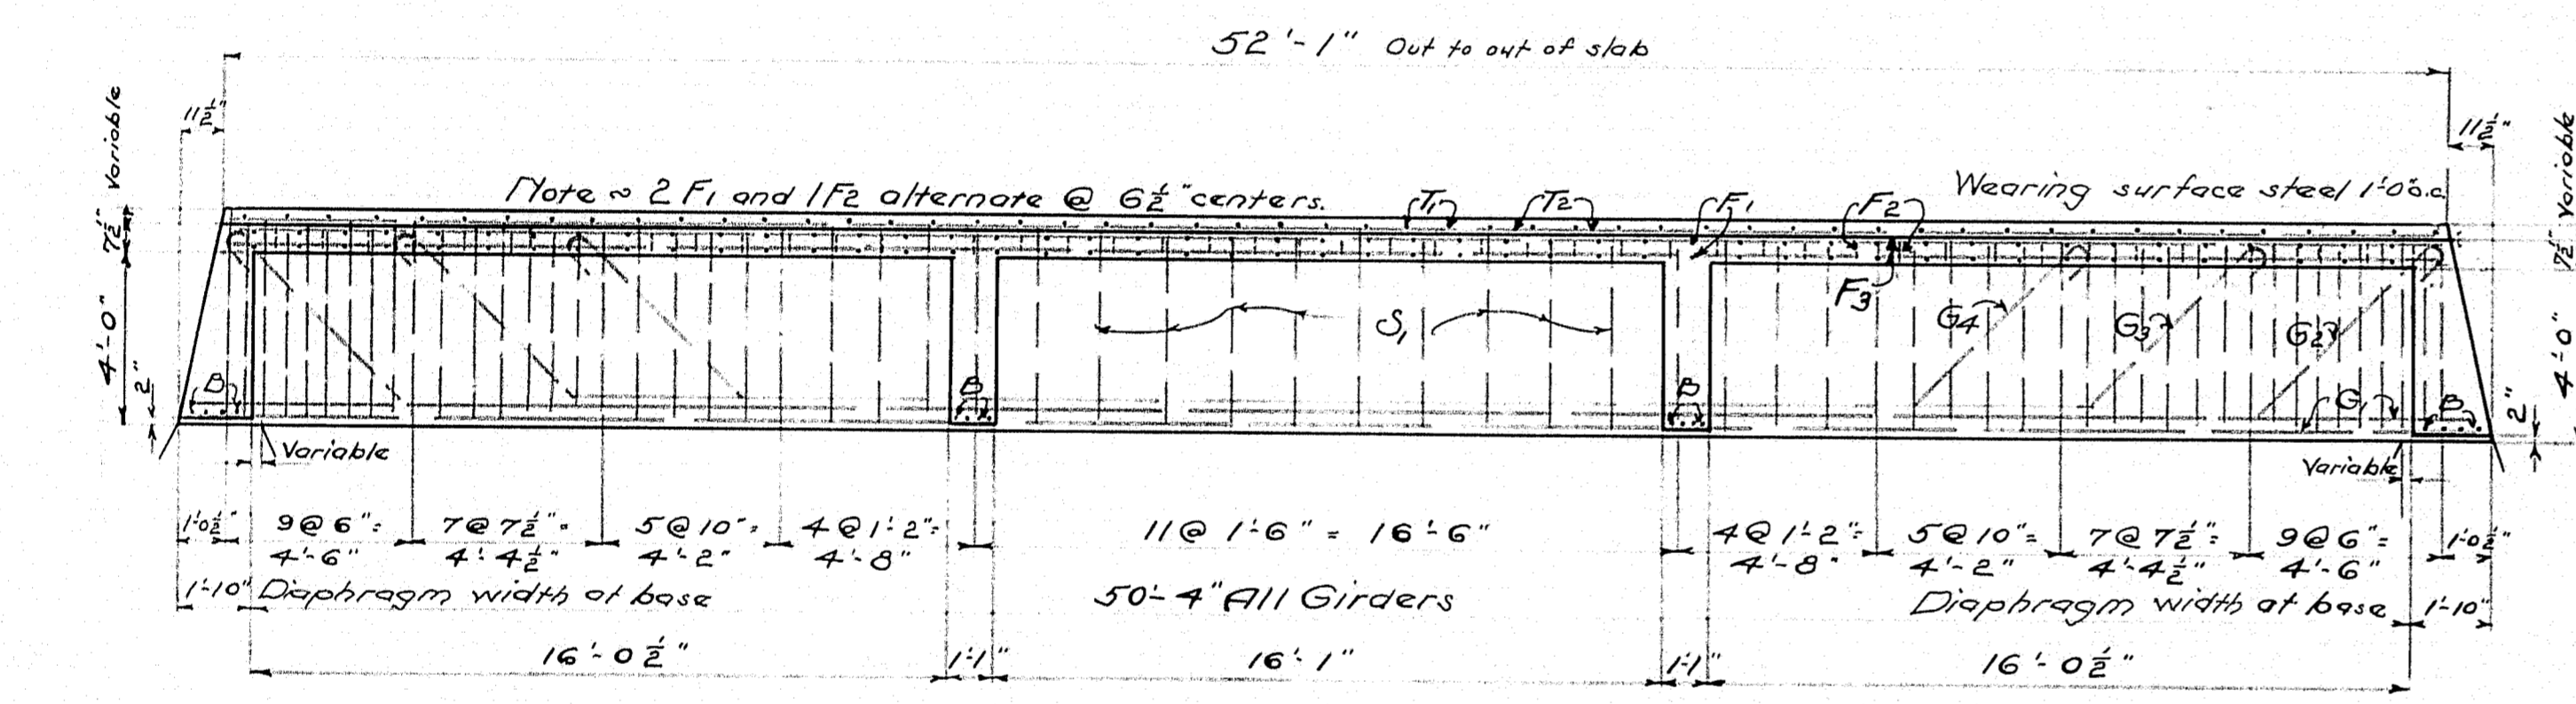 52'-1" Out to out of slab
11½"
11½"
Variable
Variable
Note ~ 2 F1 and 1 F2 alternate @ 6½" centers.
T1
T2
F1
F2
Wearing surface steel 1'-0" o.c.
7½"
7½"
F3
4'-0"
S1
G4
G3
G2
4'-0"
2"
B
B
B
G1
B
2"
Variable
Variable
1'-0½"
9 @ 6" =
4'-6"
7 @ 7½" =
4'-4½"
5 @ 10" =
4'-2"
4 @ 1'-2" =
4'-8"
11 @ 1'-6" = 16'-6"
4 @ 1'-2" =
4'-8"
5 @ 10" =
4'-2"
7 @ 7½" =
4'-4½"
9 @ 6" =
4'-6"
1'-0½"
1'-10" Diaphragm width at base
50'-4" All Girders
Diaphragm width at base 1'-10"
16'-0½"
1'-1"
16'-1"
1'-1"
16'-0½"